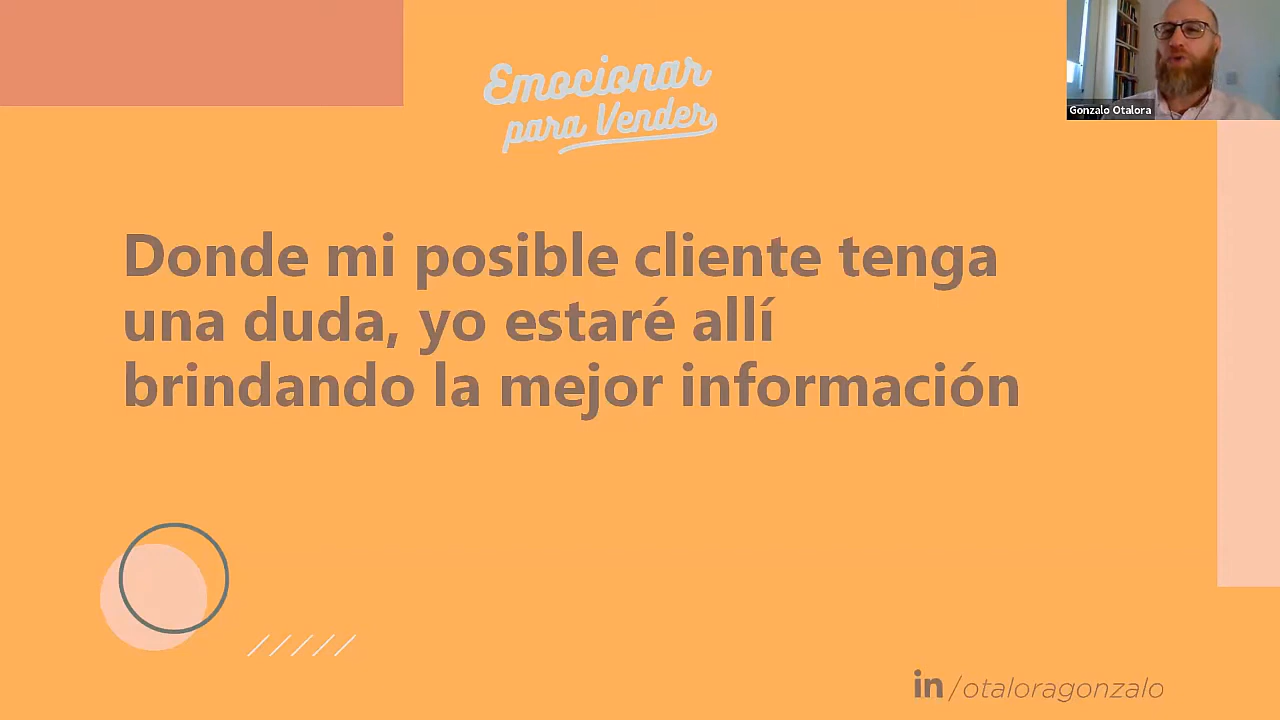 Emocionar
para Vender
Gonzalo Otalora
Donde mi posible cliente tenga
una duda, yo estaré allí
brindando la mejor información
in/otaloragonzalo